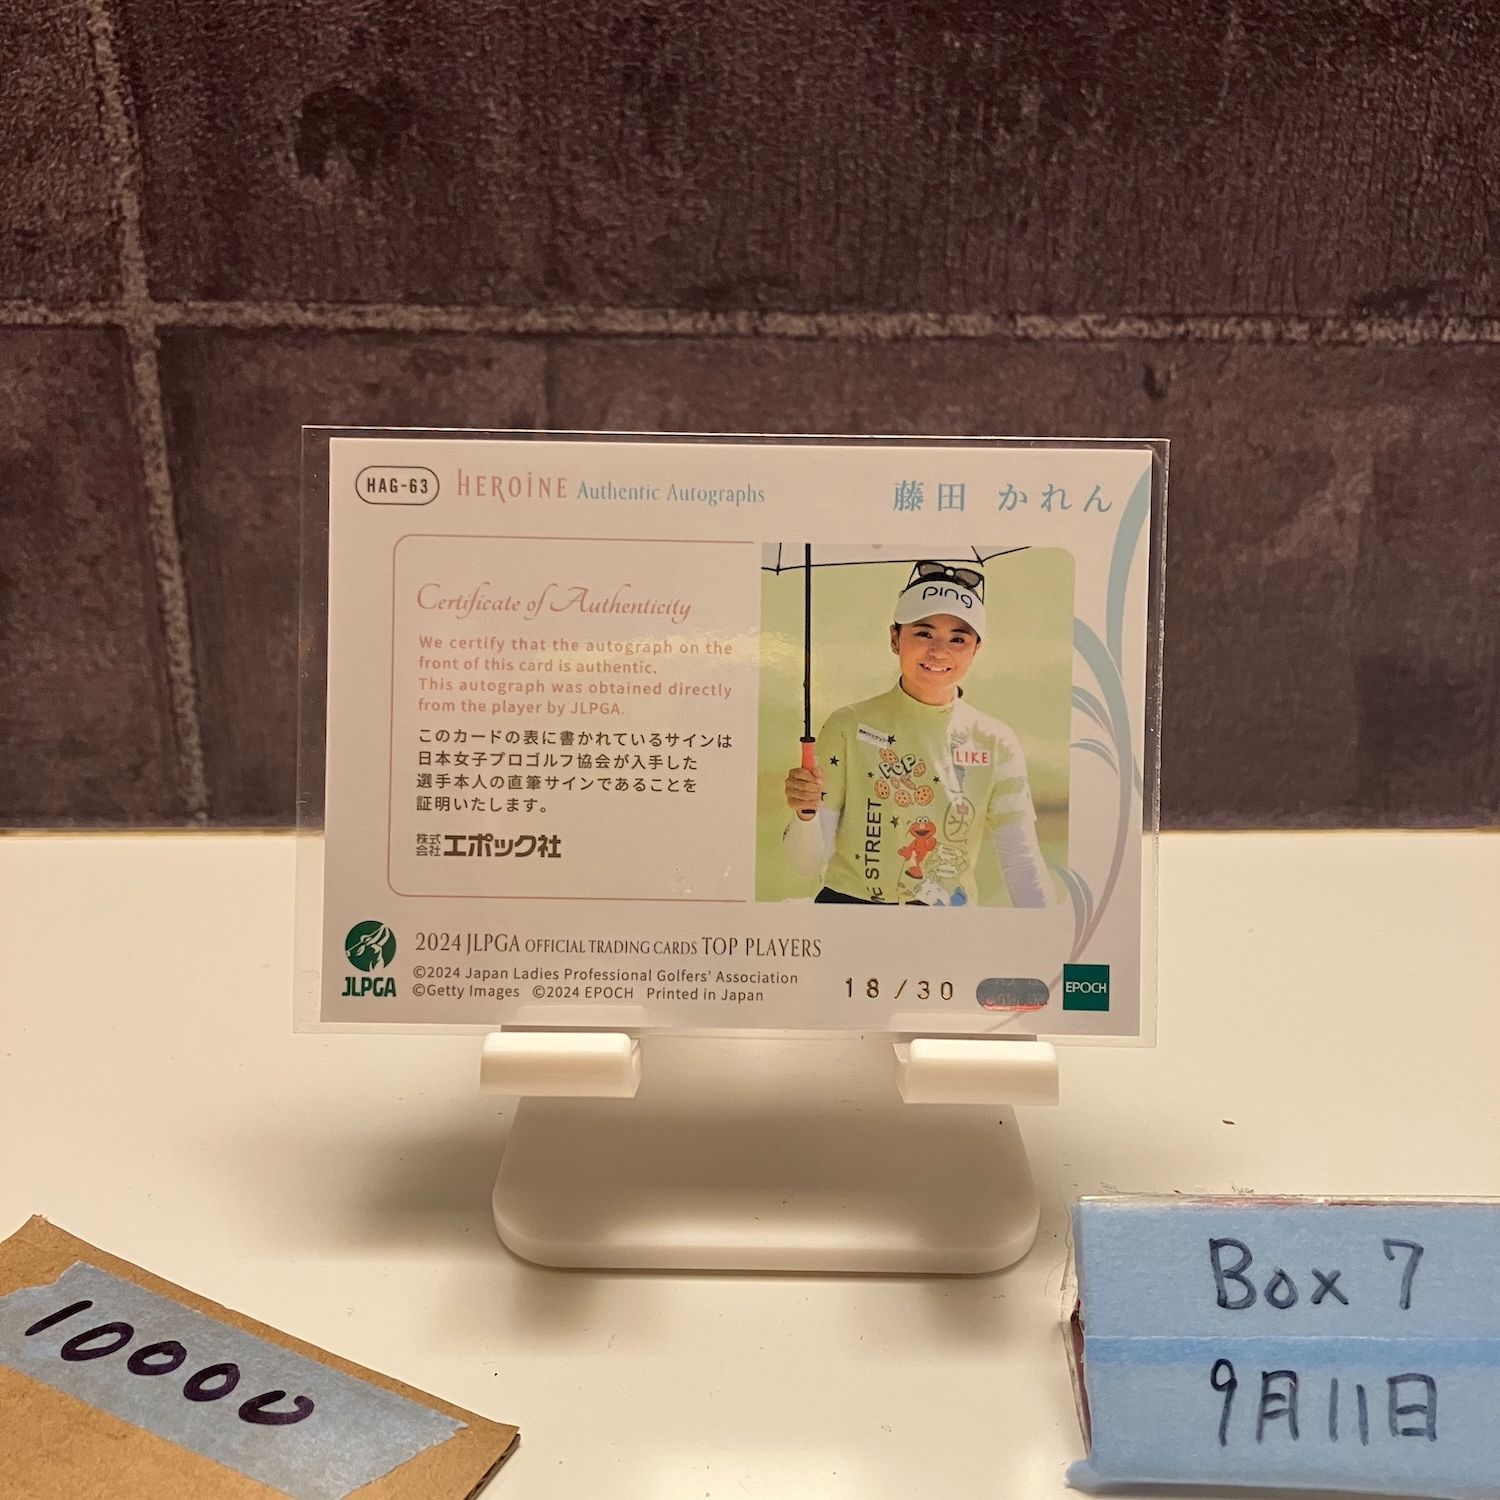 HAG-63 HEROINE Authentic Autographs 藤田 かれん
Certificate of Authenticity
We certify that the autograph on the
front of this card is authentic.
This autograph was obtained directly
from the player by JLPGA.
このカードの表に書かれているサインは
日本女子プロゴルフ協会が入手した
選手本人の直筆サインであることを
証明いたします。
株式会社エポック社
ping
LIKE
POP
STREET
JLPGA
2024 JLPGA OFFICIAL TRADING CARDS TOP PLAYERS
©2024 Japan Ladies Professional Golfers' Association
©Getty Images ©2024 EPOCH Printed in Japan
18/30
EPOCH
10000
Box 7
9月11日